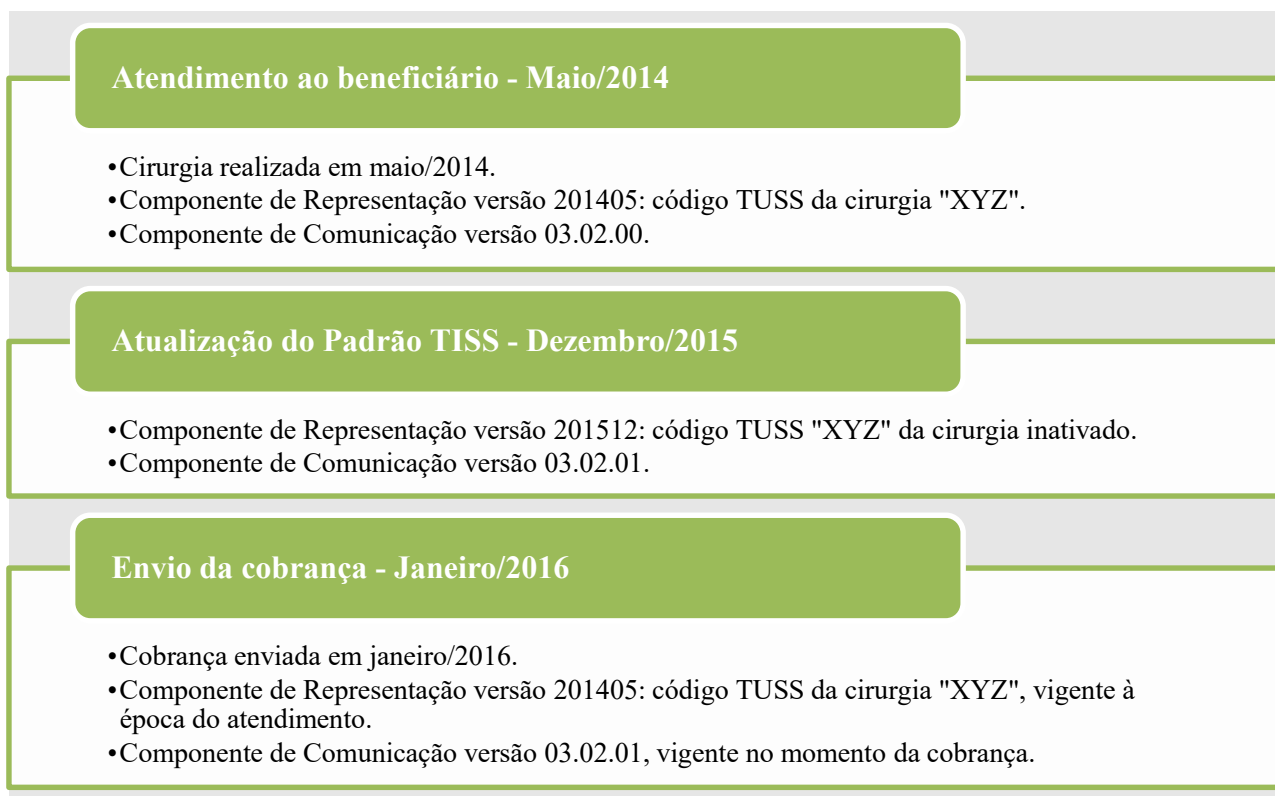 Atendimento ao beneficiário - Maio/2014
•Cirurgia realizada em maio/2014.
•Componente de Representação versão 201405: código TUSS da cirurgia "XYZ".
•Componente de Comunicação versão 03.02.00.
Atualização do Padrão TISS - Dezembro/2015
•Componente de Representação versão 201512: código TUSS "XYZ" da cirurgia inativado.
•Componente de Comunicação versão 03.02.01.
Envio da cobrança - Janeiro/2016
•Cobrança enviada em janeiro/2016.
•Componente de Representação versão 201405: código TUSS da cirurgia "XYZ", vigente à
época do atendimento.
•Componente de Comunicação versão 03.02.01, vigente no momento da cobrança.